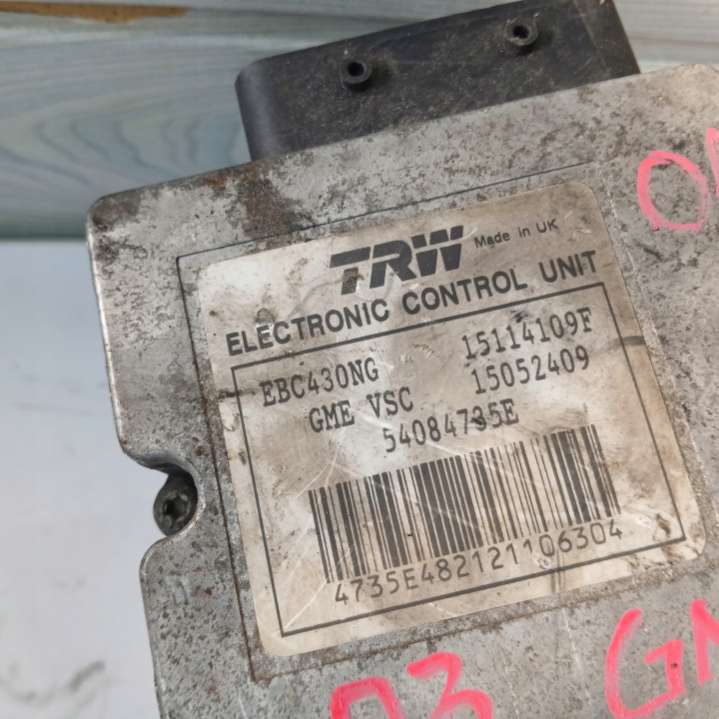 TRW Made in UK
ELECTRONIC CONTROL UNIT
EBC430NG 15114109F
GME VSC 15052409
54084735E
4735E482121106304
03